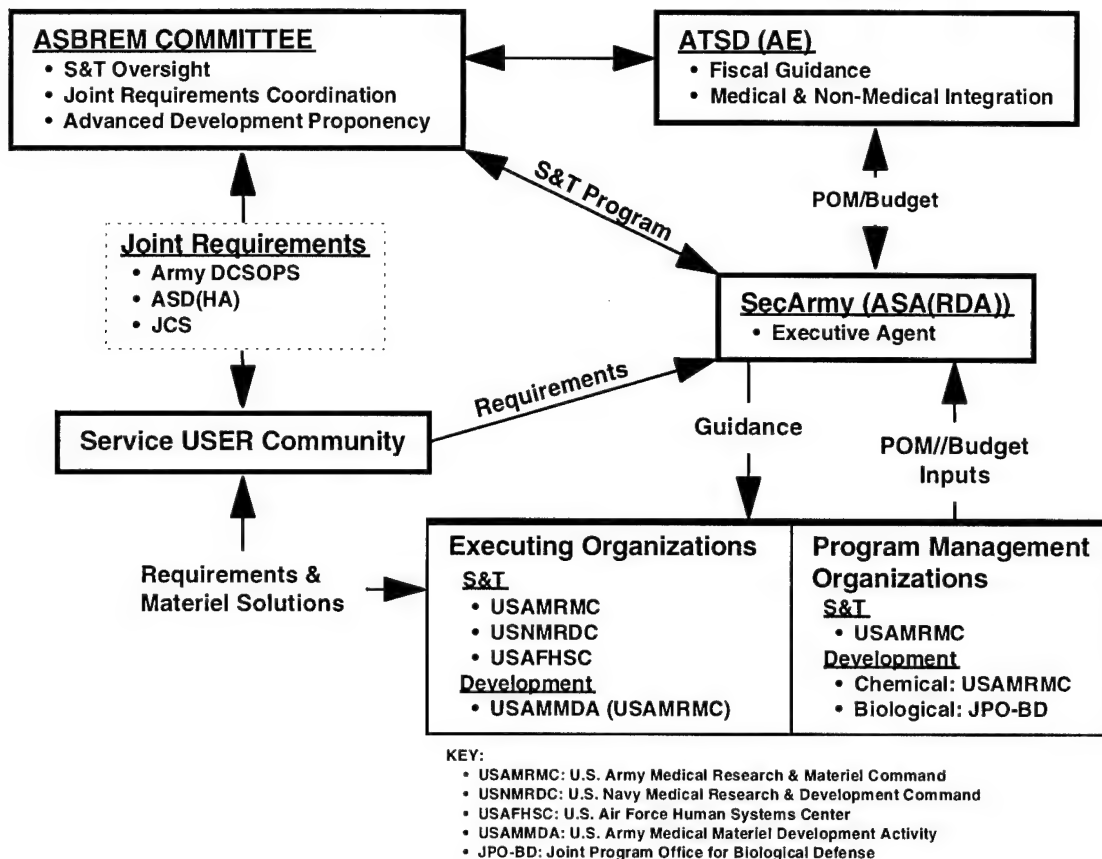 ASBREM COMMITTEE
• S&T Oversight
• Joint Requirements Coordination
• Advanced Development Proponency
ATSD (AE)
• Fiscal Guidance
• Medical & Non-Medical Integration
S&T Program
POM/Budget
Joint Requirements
• Army DCSOPS
• ASD(HA)
• JCS
SecArmy (ASA(RDA))
• Executive Agent
Requirements
Service USER Community
Guidance
POM//Budget
Inputs
Requirements &
Materiel Solutions
Executing Organizations
S&T
• USAMRMC
• USNMRDC
• USAFHSC
Development
• USAMMDA (USAMRMC)
Program Management
Organizations
S&T
• USAMRMC
Development
• Chemical: USAMRMC
• Biological: JPO-BD
KEY:
• USAMRMC: U.S. Army Medical Research & Materiel Command
• USNMRDC: U.S. Navy Medical Research & Development Command
• USAFHSC: U.S. Air Force Human Systems Center
• USAMMDA: U.S. Army Medical Materiel Development Activity
• JPO-BD: Joint Program Office for Biological Defense